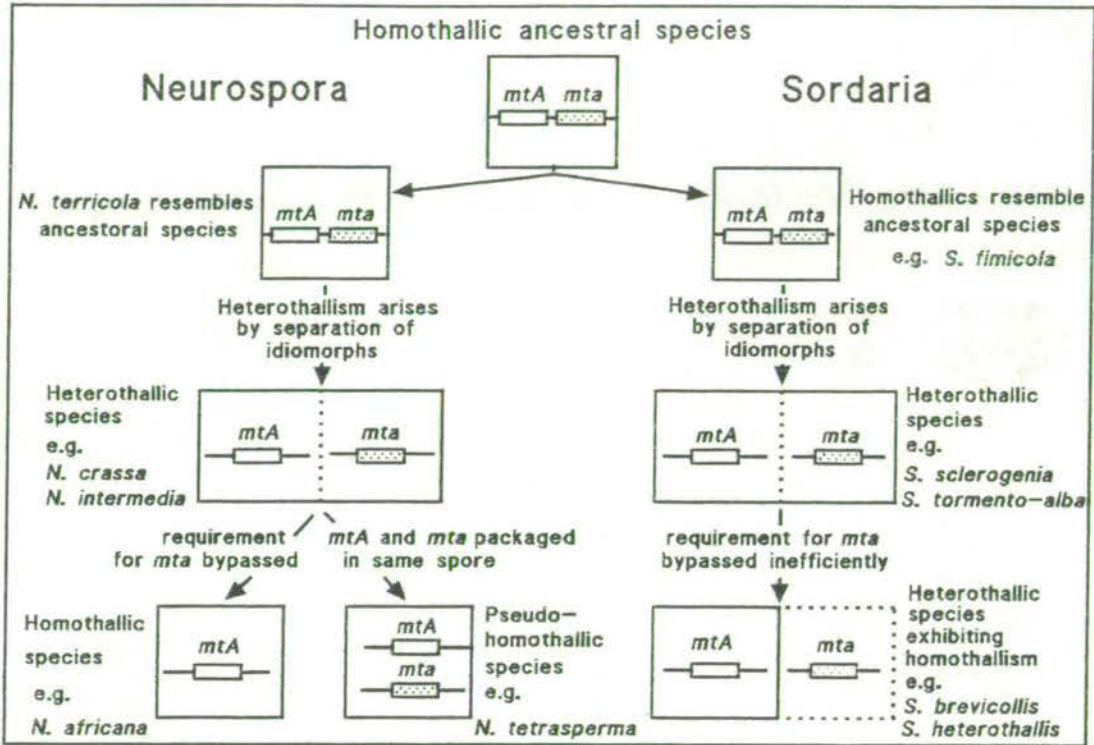 Homothallic ancestral species
Neurospora
Sordaria
mtA mta
N. terricola resembles
ancestoral species
mtA mta
mtA mta
Homothallics resemble
ancestoral species
e.g. S. fimicola
Heterothallism arises
by separation of
idiomorphs
Heterothallism arises
by separation of
idiomorphs
Heterothallic
species
e.g.
N. crassa
N. intermedia
mtA
mta
mtA
mta
Heterothallic
species
e.g.
S. sclerogenia
S. tormento-alba
requirement
for mta bypassed
mtA and mta packaged
in same spore
requirement for mta
bypassed inefficiently
Homothallic
species
e.g.
N. africana
mtA
mtA
mta
Pseudo-
homothallic
species
e.g.
N. tetrasperma
mtA
mta
Heterothallic
species
exhibiting
homothallism
e.g.
S. brevicollis
S. heterothallis